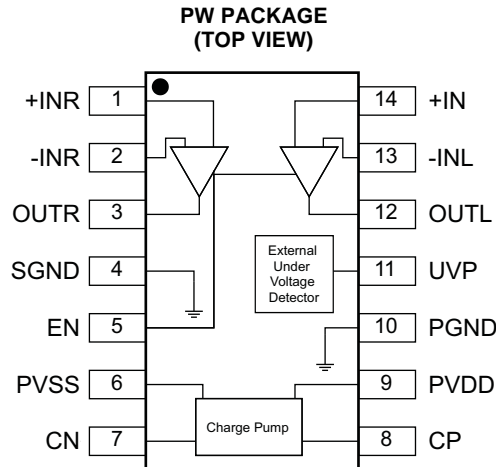 PW PACKAGE
(TOP VIEW)
+INR 1
14 +IN
-INR 2
13 -INL
OUTR 3
12 OUTL
SGND 4
External
Under
Voltage
Detector
11 UVP
EN 5
10 PGND
PVSS 6
9 PVDD
CN 7
Charge Pump
8 CP